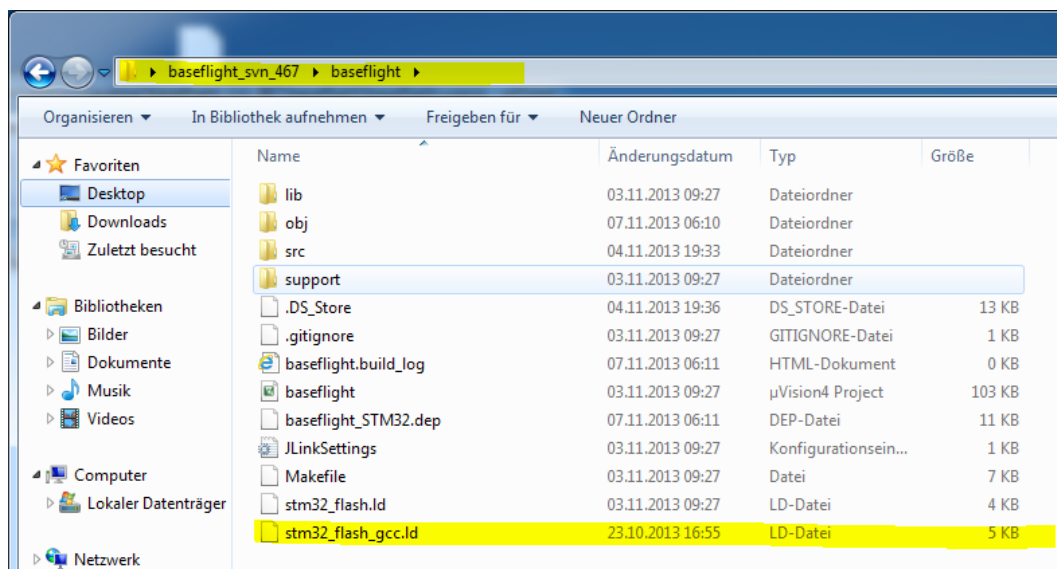 baseflight_svn_467 baseflight
Organisieren In Bibliothek aufnehmen Freigeben für Neuer Ordner
Name Änderungsdatum Typ Größe
Favoriten
Desktop
Downloads
Zuletzt besucht
Bibliotheken
Bilder
Dokumente
Musik
Videos
Computer
Lokaler Datenträger
Netzwerk
lib 03.11.2013 09:27 Dateiordner
obj 07.11.2013 06:10 Dateiordner
src 04.11.2013 19:33 Dateiordner
support 03.11.2013 09:27 Dateiordner
.DS_Store 04.11.2013 19:36 DS_STORE-Datei 13 KB
.gitignore 03.11.2013 09:27 GITIGNORE-Datei 1 KB
baseflight.build_log 07.11.2013 06:11 HTML-Dokument 0 KB
baseflight 03.11.2013 09:27 µVision4 Project 103 KB
baseflight_STM32.dep 07.11.2013 06:11 DEP-Datei 11 KB
JLinkSettings 03.11.2013 09:27 Konfigurationsein... 1 KB
Makefile 03.11.2013 09:27 Datei 7 KB
stm32_flash.ld 03.11.2013 09:27 LD-Datei 4 KB
stm32_flash_gcc.ld 23.10.2013 16:55 LD-Datei 5 KB